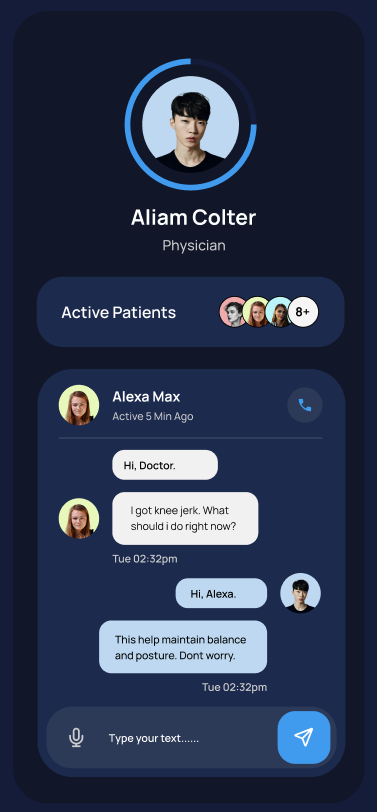 Aliam Colter
Physician
Active Patients
8+
Alexa Max
Active 5 Min Ago
Hi, Doctor.
I got knee jerk. What
should i do right now?
Tue 02:32pm
Hi, Alexa.
This help maintain balance
and posture. Dont worry.
Tue 02:32pm
Type your text......